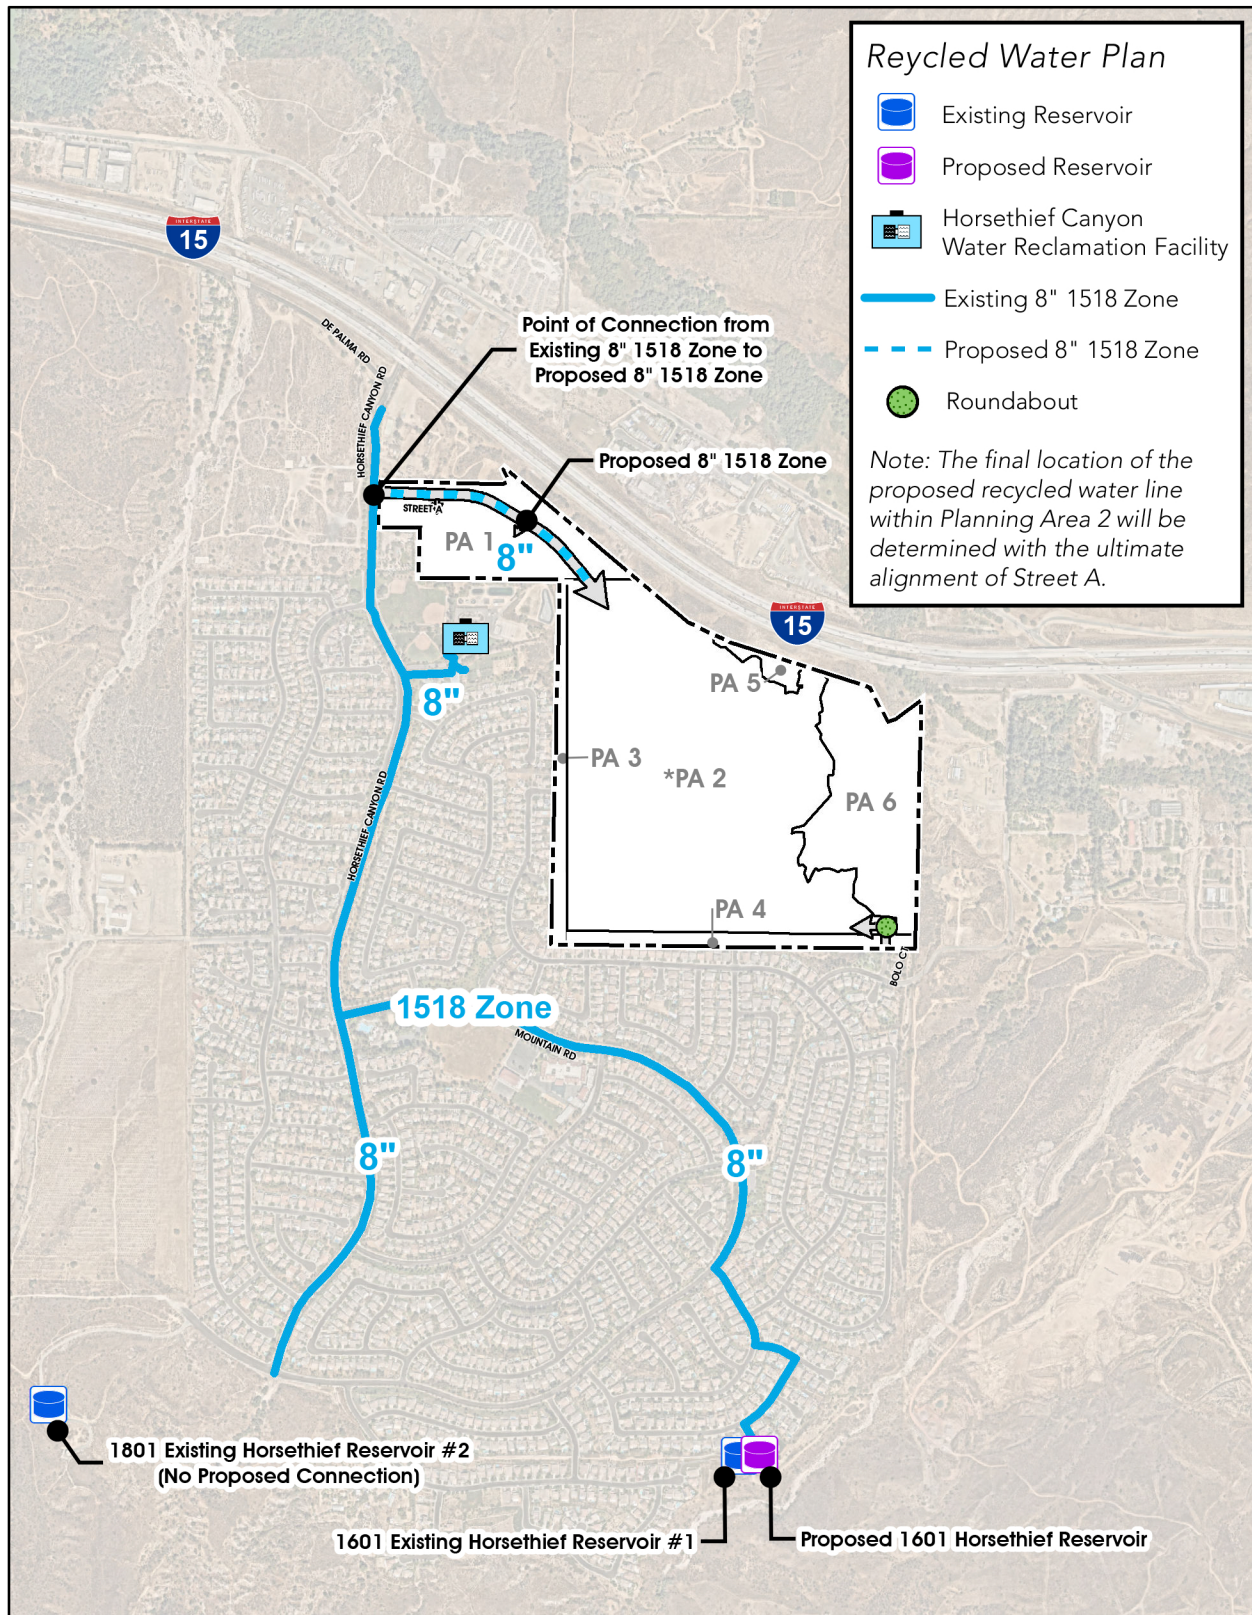 Reycled Water Plan
Existing Reservoir
Proposed Reservoir
Horsethief Canyon
Water Reclamation Facility
Existing 8" 1518 Zone
Proposed 8" 1518 Zone
Roundabout
Note: The final location of the
proposed recycled water line
within Planning Area 2 will be
determined with the ultimate
alignment of Street A.
INTERSTATE
15
DE PALMA RD
HORSETHIEF CANYON RD
Point of Connection from
Existing 8" 1518 Zone to
Proposed 8" 1518 Zone
Proposed 8" 1518 Zone
STREET A
PA 1
8"
INTERSTATE
15
8"
PA 5
PA 3
*PA 2
PA 6
HORSETHIEF CANYON RD
PA 4
BOLO CT
1518 Zone
MOUNTAIN RD
8"
8"
1801 Existing Horsethief Reservoir #2
(No Proposed Connection)
1601 Existing Horsethief Reservoir #1
Proposed 1601 Horsethief Reservoir